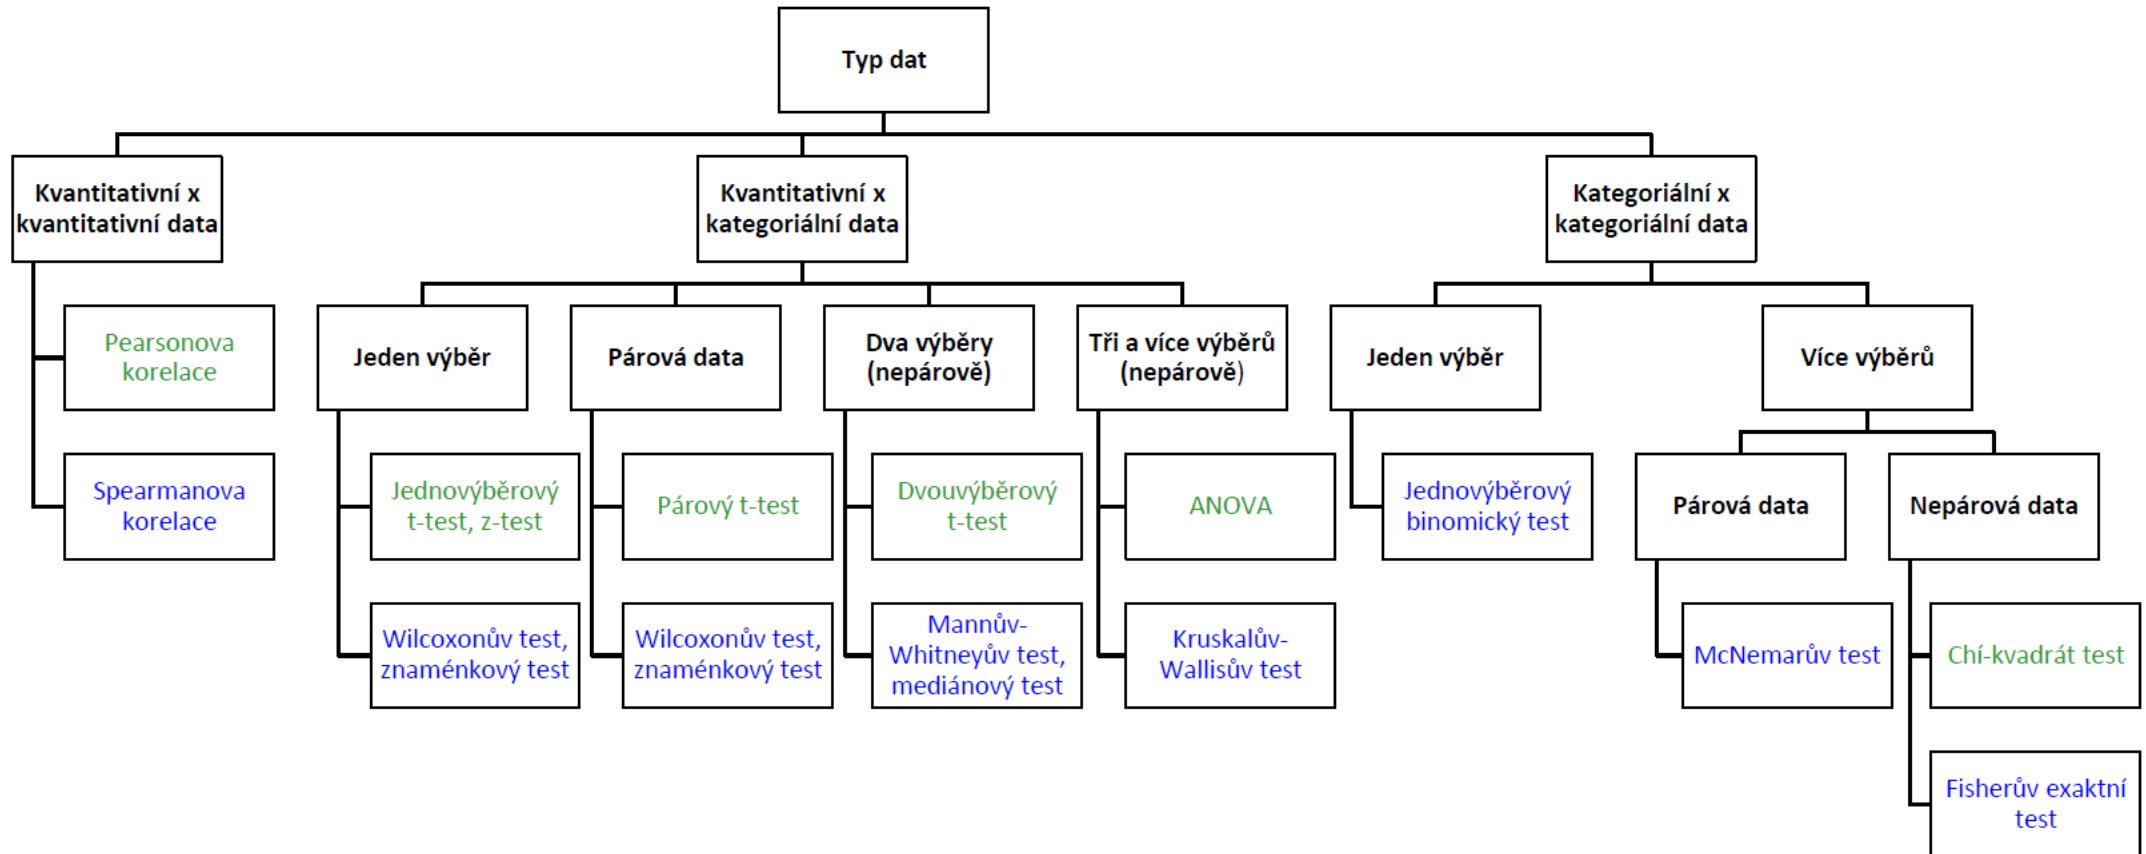 Typ dat
Kvantitativní x
kvantitativní data
Kvantitativní x
kategoriální data
Kategoriální x
kategoriální data
Pearsonova
korelace
Jeden výběr
Párová data
Dva výběry
(nepárově)
Tři a více výběrů
(nepárově)
Jeden výběr
Více výběrů
Spearmanova
korelace
Jednovýběrový
t-test, z-test
Párový t-test
Dvouvýběrový
t-test
ANOVA
Jednovýběrový
binomický test
Párová data
Nepárová data
Wilcoxonův test,
znaménkový test
Wilcoxonův test,
znaménkový test
Mannův-
Whitneyův test,
mediánový test
Kruskalův-
Wallisův test
McNemarův test
Chí-kvadrát test
Fisherův exaktní
test